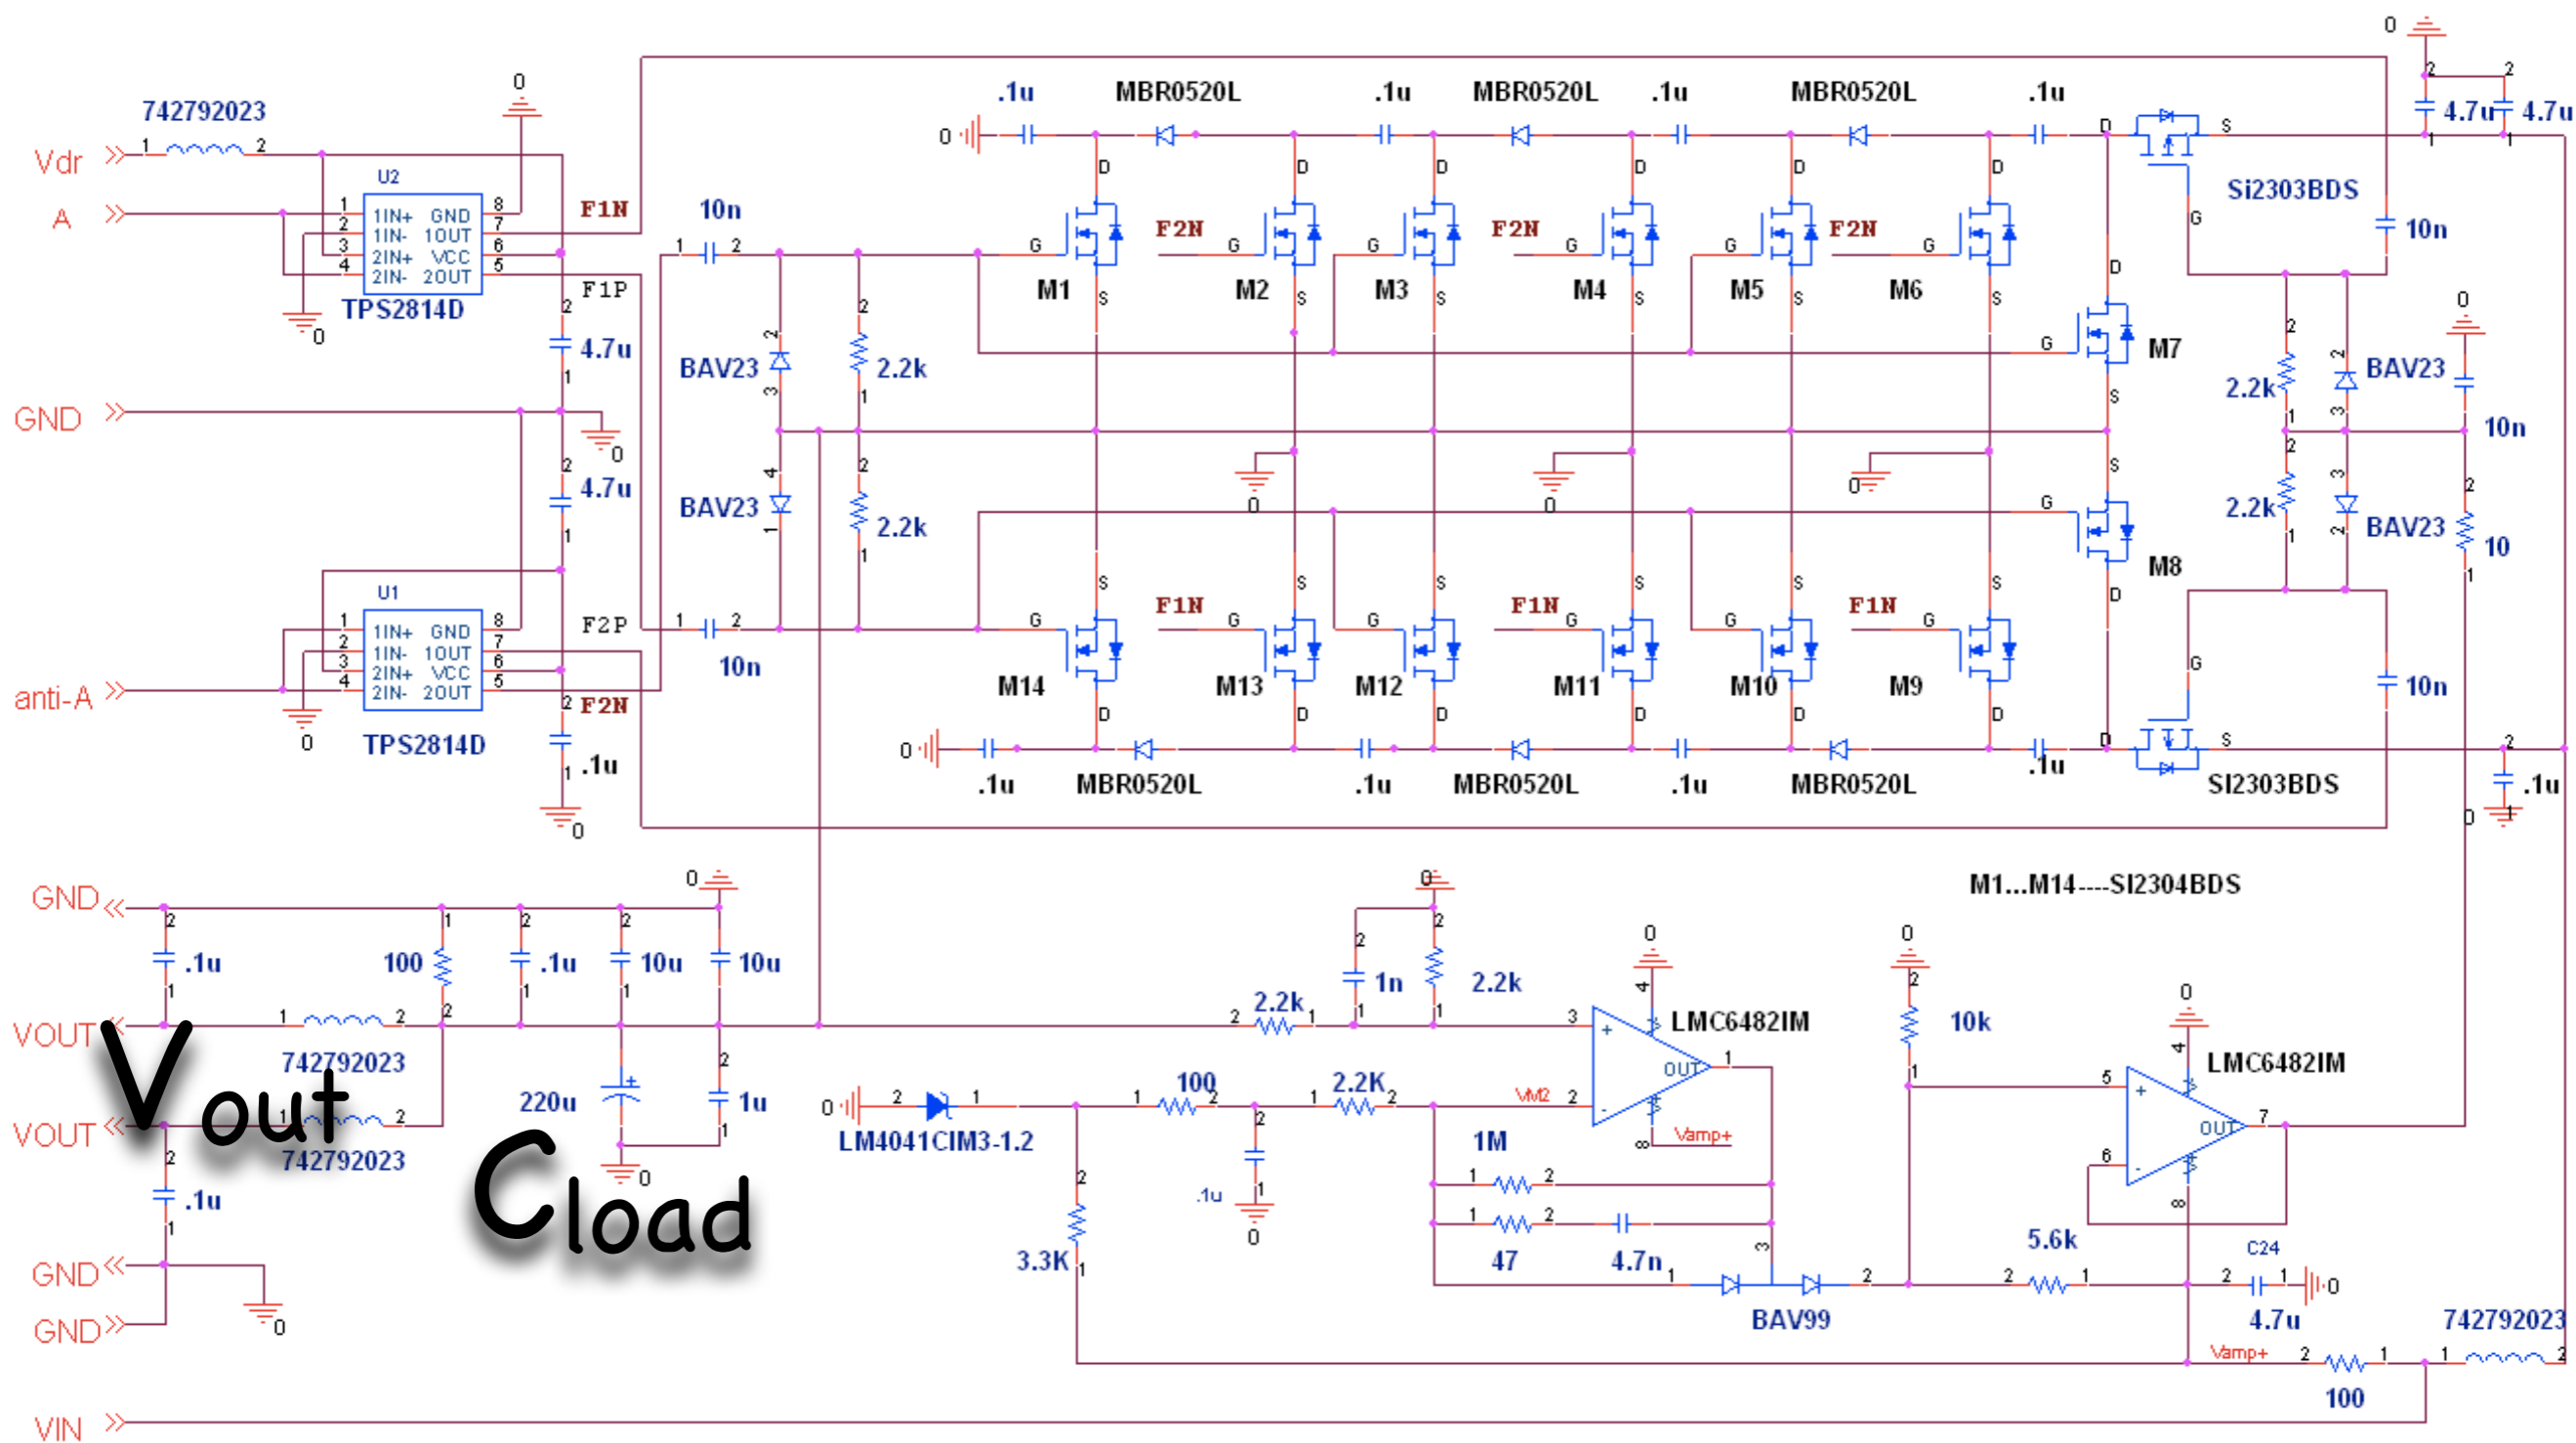 0
.1u MBR0520L .1u MBR0520L .1u MBR0520L .1u
4.7u 4.7u
742792023
Vdr
A
U2
1IN+ GND
1IN- 1OUT
2IN+ VCC
2IN- 2OUT
TPS2814D
F1N
F1P
10n
F2N F2N F2N
M1 M2 M3 M4 M5 M6
Si2303BDS
10n
4.7u
BAV23 2.2k
M7
2.2k BAV23
10n
GND
4.7u
BAV23 2.2k
2.2k BAV23
10
M8
U1
1IN+ GND
1IN- 1OUT
2IN+ VCC
2IN- 2OUT
TPS2814D
F2P
F2N
anti-A
10n
F1N F1N F1N
M14 M13 M12 M11 M10 M9
10n
.1u
.1u MBR0520L .1u MBR0520L .1u MBR0520L .1u
SI2303BDS
.1u
M1...M14----SI2304BDS
GND
.1u 100 .1u 10u 10u
VOUT
742792023
VOUT
742792023
220u 1u
.1u
GND
GND
Vout
Cload
2.2k
1n 2.2k
LMC6482IM
OUT
10k
LMC6482IM
OUT
LM4041CIM3-1.2
100 2.2K
VM2
Vamp+
.1u
1M
47 4.7n
3.3K
BAV99
5.6k
C24
4.7u
742792023
Vamp+
100
VIN